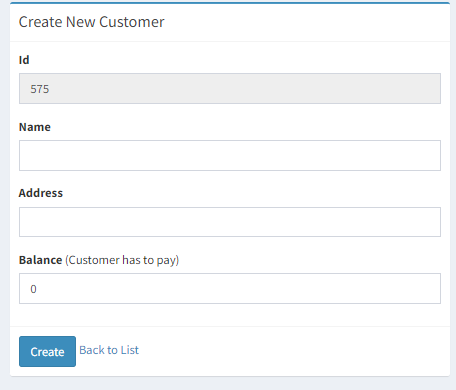 Create New Customer
Id
575
Name
Address
Balance (Customer has to pay)
0
Create Back to List